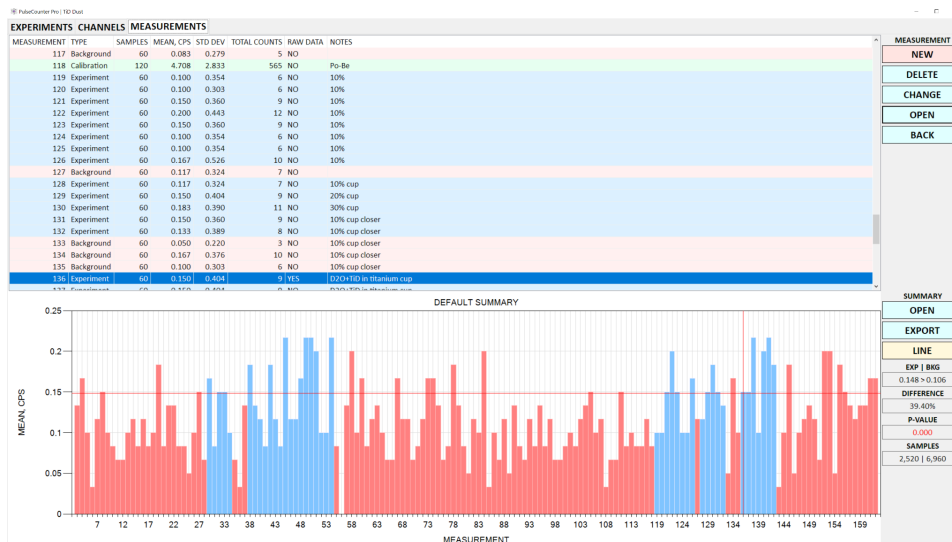 PulseCounter Pro | TiD Dust
EXPERIMENTS CHANNELS MEASUREMENTS
MEASUREMENT TYPE SAMPLES MEAN, CPS STD DEV TOTAL COUNTS RAW DATA NOTES
117 Background 60 0.083 0.279 5 NO
118 Calibration 120 4.708 2.833 565 NO Po-Be
119 Experiment 60 0.100 0.354 6 NO 10%
120 Experiment 60 0.100 0.303 6 NO 10%
121 Experiment 60 0.150 0.360 9 NO 10%
122 Experiment 60 0.200 0.443 12 NO 10%
123 Experiment 60 0.150 0.360 9 NO 10%
124 Experiment 60 0.100 0.354 6 NO 10%
125 Experiment 60 0.100 0.354 6 NO 10%
126 Experiment 60 0.167 0.526 10 NO 10%
127 Background 60 0.117 0.324 7 NO
128 Experiment 60 0.117 0.324 7 NO 10% cup
129 Experiment 60 0.150 0.404 9 NO 20% cup
130 Experiment 60 0.183 0.390 11 NO 30% cup
131 Experiment 60 0.150 0.360 9 NO 10% cup closer
132 Experiment 60 0.133 0.389 8 NO 10% cup closer
133 Background 60 0.050 0.220 3 NO 10% cup closer
134 Background 60 0.167 0.376 10 NO 10% cup closer
135 Background 60 0.100 0.303 6 NO 10% cup closer
136 Experiment 60 0.150 0.404 9 YES D2O+TiD in titanium cup
137 Experiment 60 0.150 0.404 9 NO D2O+TiD in titanium cup
MEASUREMENT
NEW
DELETE
CHANGE
OPEN
BACK
DEFAULT SUMMARY
MEAN, CPS
0.25
0.2
0.15
0.1
0.05
0
7 12 17 22 27 33 38 43 48 53 58 63 68 73 78 83 88 93 98 103 108 113 119 124 129 134 139 144 149 154 159
MEASUREMENT
SUMMARY
OPEN
EXPORT
LINE
EXP | BKG
0.148 > 0.106
DIFFERENCE
39.40%
P-VALUE
0.000
SAMPLES
2,520 | 6,960